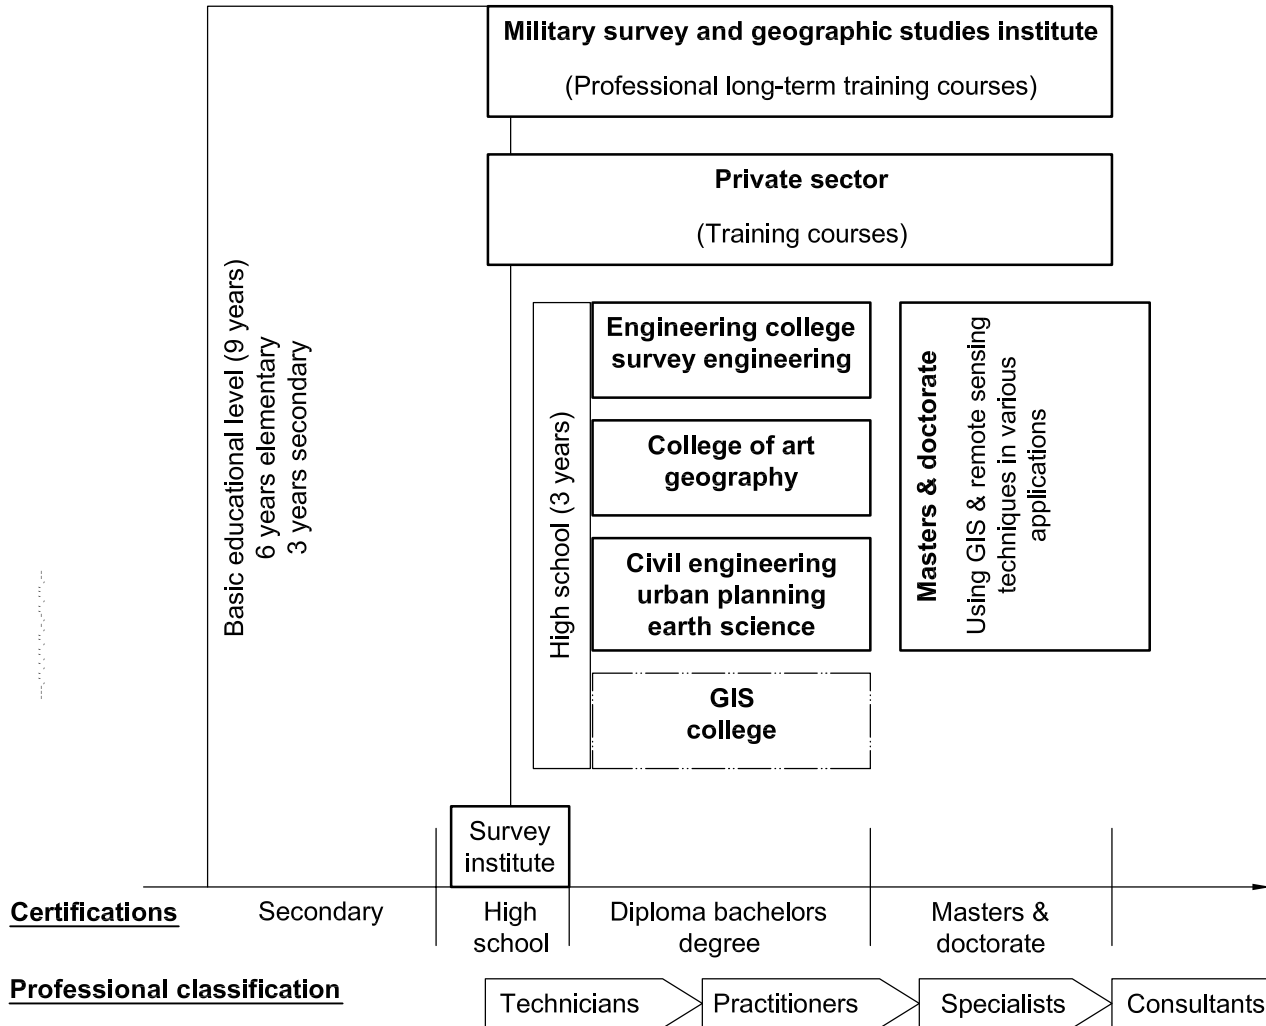 Military survey and geographic studies institute
(Professional long-term training courses)
Private sector
(Training courses)
Basic educational level (9 years)
6 years elementary
3 years secondary
High school (3 years)
Engineering college
survey engineering
College of art
geography
Civil engineering
urban planning
earth science
GIS
college
Masters & doctorate
Using GIS & remote sensing
techniques in various
applications
Survey
institute
Certifications
Secondary
High
school
Diploma bachelors
degree
Masters &
doctorate
Professional classification
Technicians
Practitioners
Specialists
Consultants